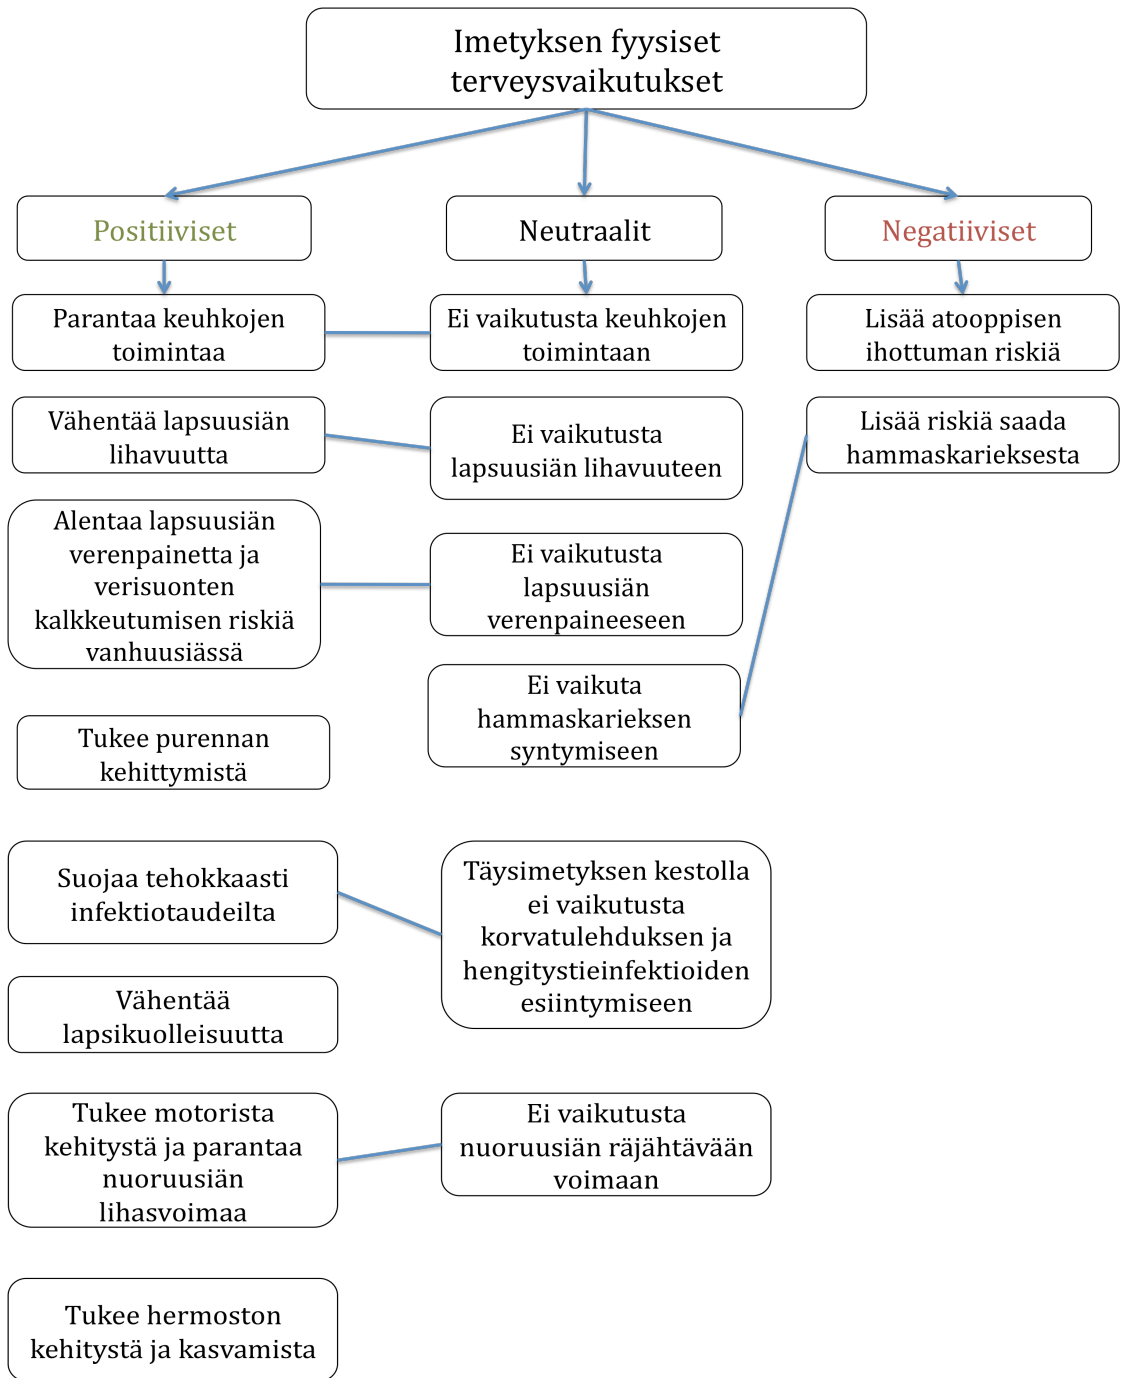 Imetyksen fyysiset
terveysvaikutukset
Positiiviset
Neutraalit
Negatiiviset
Parantaa keuhkojen
toimintaa
Ei vaikutusta keuhkojen
toimintaan
Lisää atooppisen
ihottuman riskiä
Vähentää lapsuusiän
lihavuutta
Ei vaikutusta
lapsuusiän lihavuuteen
Lisää riskiä saada
hammaskarieksesta
Alentaa lapsuusiän
verenpainetta ja
verisuonten
kalkkeutumisen riskiä
vanhuusiässä
Ei vaikutusta
lapsuusiän
verenpaineeseen
Ei vaikuta
hammaskarieksen
syntymiseen
Tukee purennan
kehittymistä
Suojaa tehokkaasti
infektiotaudeilta
Täysimetyksen kestolla
ei vaikutusta
korvatulehduksen ja
hengitystieinfektioiden
esiintymiseen
Vähentää
lapsikuolleisuutta
Tukee motorista
kehitystä ja parantaa
nuoruusiän
lihasvoimaa
Ei vaikutusta
nuoruusiän räjähtävään
voimaan
Tukee hermoston
kehitystä ja kasvamista